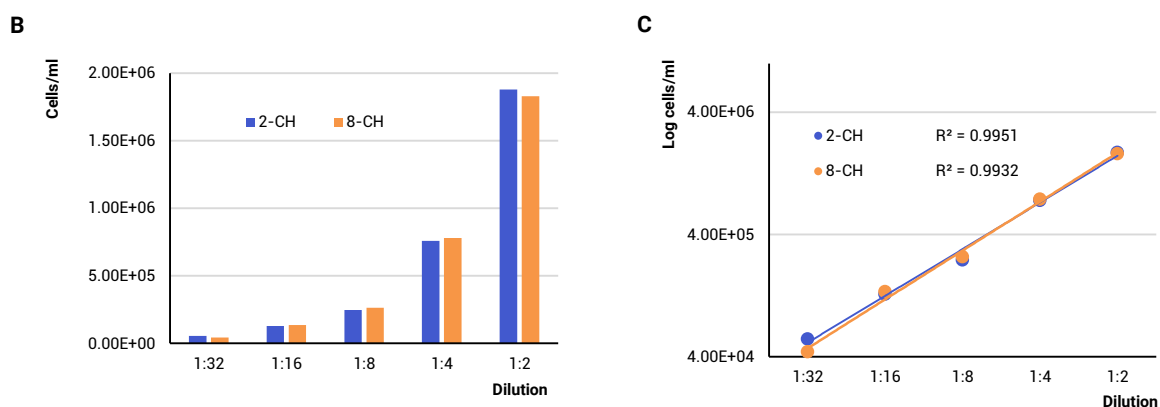 B
Cells/ml
2.00E+06
1.50E+06
1.00E+06
5.00E+05
0.00E+00
2-CH 8-CH
1:32 1:16 1:8 1:4 1:2
Dilution
C
Log cells/ml
4.00E+06
4.00E+05
4.00E+04
2-CH R² = 0.9951
8-CH R² = 0.9932
1:32 1:16 1:8 1:4 1:2
Dilution